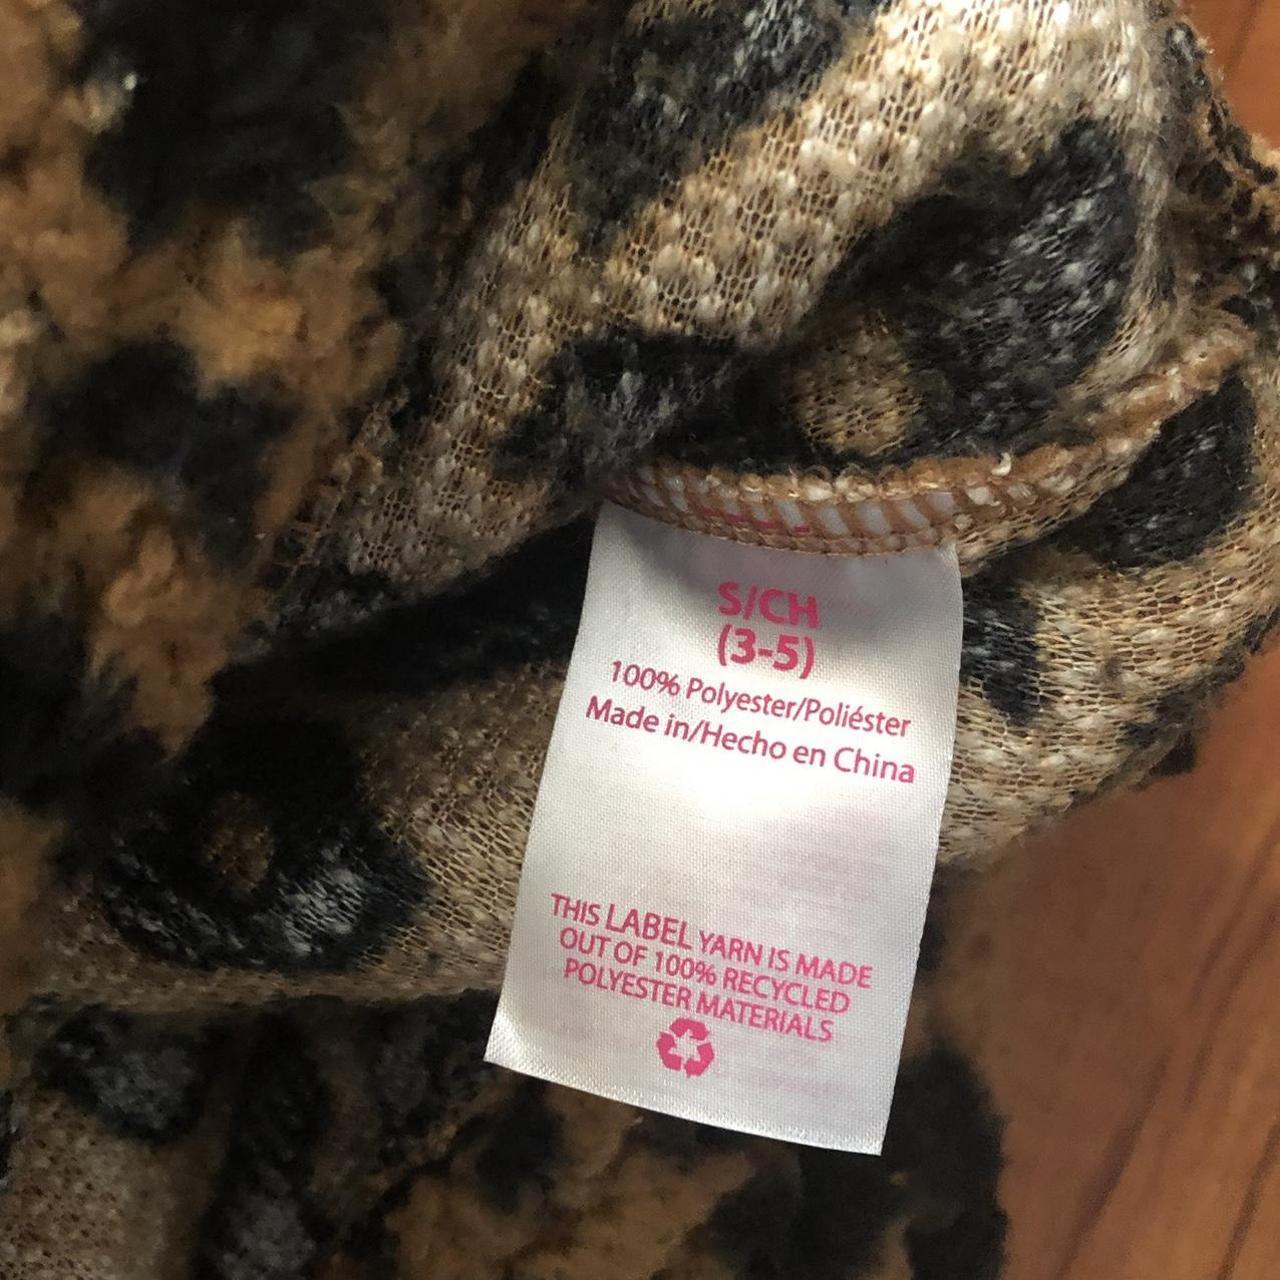 S/CH
(3-5)
100% Polyester/Poliéster
Made in/Hecho en China
THIS LABEL YARN IS MADE
OUT OF 100% RECYCLED
POLYESTER MATERIALS